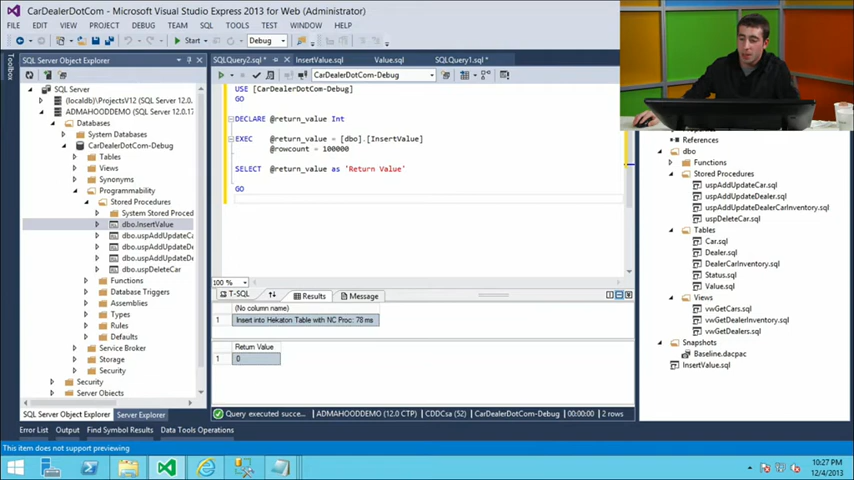 CarDealerDotCom - Microsoft Visual Studio Express 2013 for Web (Administrator)
FILE EDIT VIEW PROJECT DEBUG TEAM SQL TOOLS TEST WINDOW HELP
Start Debug
Toolbox
SQL Server Object Explorer
SQL Server
(localdb)\ProjectsV12 (SQL Server 12.0.
ADMAHOODDEMO (SQL Server 12.0.17
Databases
System Databases
CarDealerDotCom-Debug
Tables
Views
Synonyms
Programmability
Stored Procedures
System Stored Proced
dbo.InsertValue
dbo.uspAddUpdateCa
dbo.uspAddUpdateD
dbo.uspAddUpdateD
dbo.uspDeleteCar
Functions
Database Triggers
Assemblies
Types
Rules
Defaults
Service Broker
Storage
Security
Security
Server Objects
SQL Server Object Explorer Server Explorer
SQLQuery2.sql * InsertValue.sql Value.sql SQLQuery1.sql *
CarDealerDotCom-Debug
USE [CarDealerDotCom-Debug]
GO
DECLARE @return_value Int
EXEC @return_value = [dbo].[InsertValue]
@rowcount = 100000
SELECT @return_value as 'Return Value'
GO
100 %
T-SQL Results Message
(No column name)
1 Insert into Hekaton Table with NC Proc: 78 ms
Return Value
1 0
Query executed succe... ADMAHOODDEMO (12.0 CTP) CDDCsa (52) CarDealerDotCom-Debug 00:00:00 2 rows
References
dbo
Functions
Stored Procedures
uspAddUpdateCar.sql
uspAddUpdateDealer.sql
uspAddUpdateDealerCarInventory.sql
uspDeleteCar.sql
Tables
Car.sql
Dealer.sql
DealerCarInventory.sql
Status.sql
Value.sql
Views
vwGetCars.sql
vwGetDealerInventory.sql
vwGetDealers.sql
Snapshots
Baseline.dacpac
InsertValue.sql
Error List Output Find Symbol Results Data Tools Operations
This item does not support previewing
10:27 PM
12/4/2013